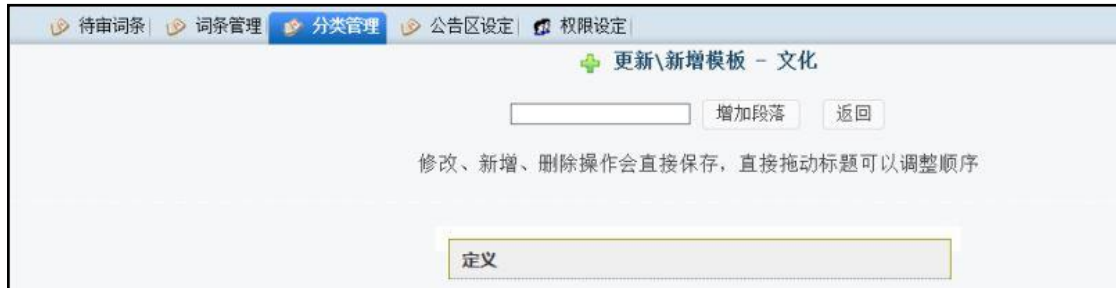 待审词条 词条管理 分类管理 公告区设定 权限设定
更新\新增模板 - 文化
增加段落 返回
修改、新增、删除操作会直接保存，直接拖动标题可以调整顺序
定义